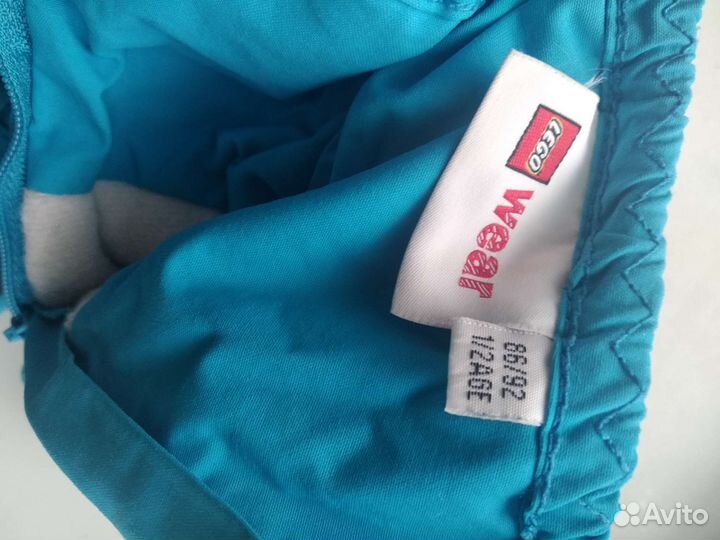 LEGO
wear
86/92
1/2AGE
Avito